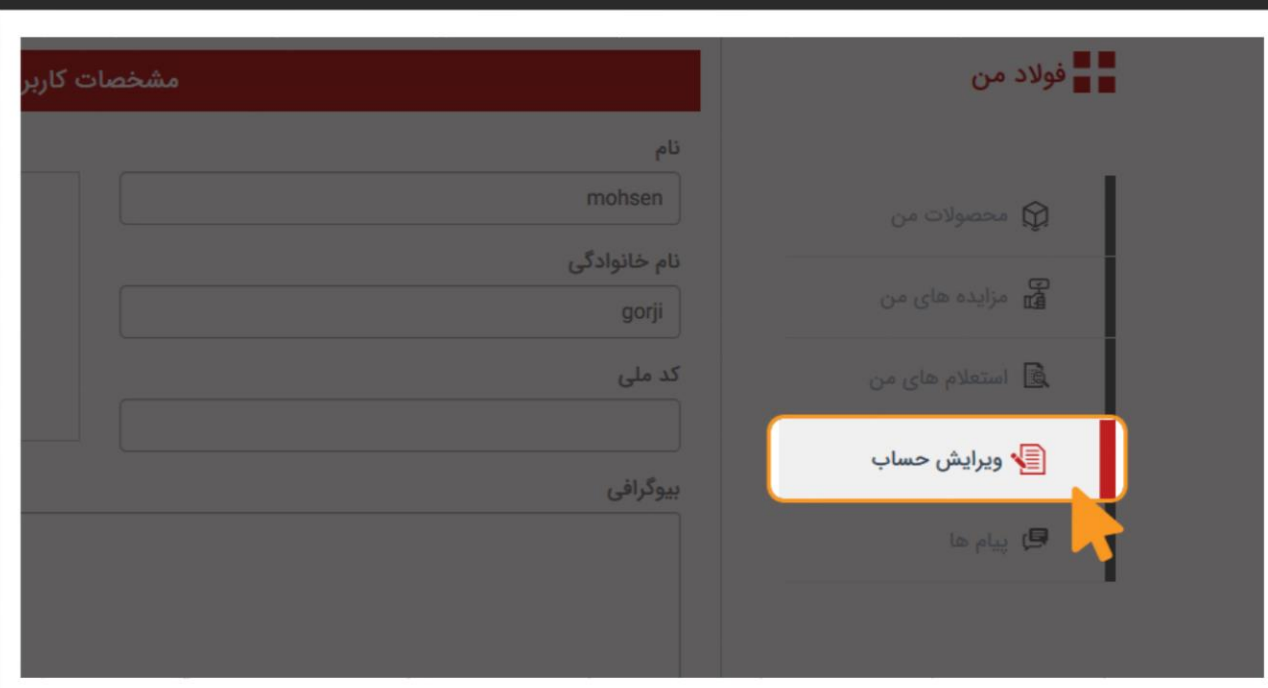 فولاد من
محصولات من
مزایده های من
استعلام های من
ویرایش حساب
پیام ها
مشخصات کاربر
نام
mohsen
نام خانوادگی
gorji
کد ملی
بیوگرافی